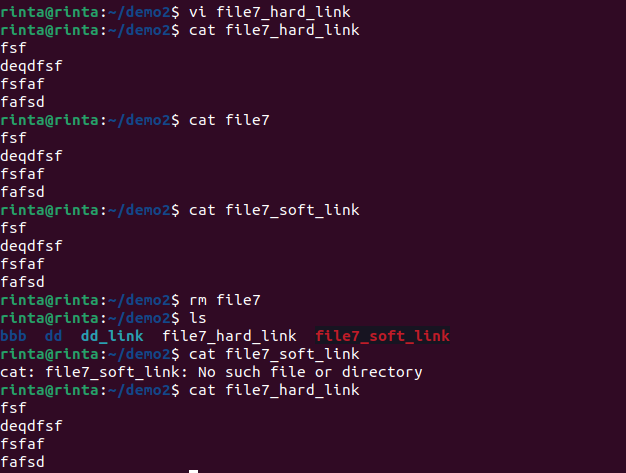 rinta@rinta:~/demo2$ vi file7_hard_link
rinta@rinta:~/demo2$ cat file7_hard_link
fsf
deqdfsf
fsfaf
fafsd
rinta@rinta:~/demo2$ cat file7
fsf
deqdfsf
fsfaf
fafsd
rinta@rinta:~/demo2$ cat file7_soft_link
fsf
deqdfsf
fsfaf
fafsd
rinta@rinta:~/demo2$ rm file7
rinta@rinta:~/demo2$ ls
bbb  dd  dd_link  file7_hard_link  file7_soft_link
rinta@rinta:~/demo2$ cat file7_soft_link
cat: file7_soft_link: No such file or directory
rinta@rinta:~/demo2$ cat file7_hard_link
fsf
deqdfsf
fsfaf
fafsd